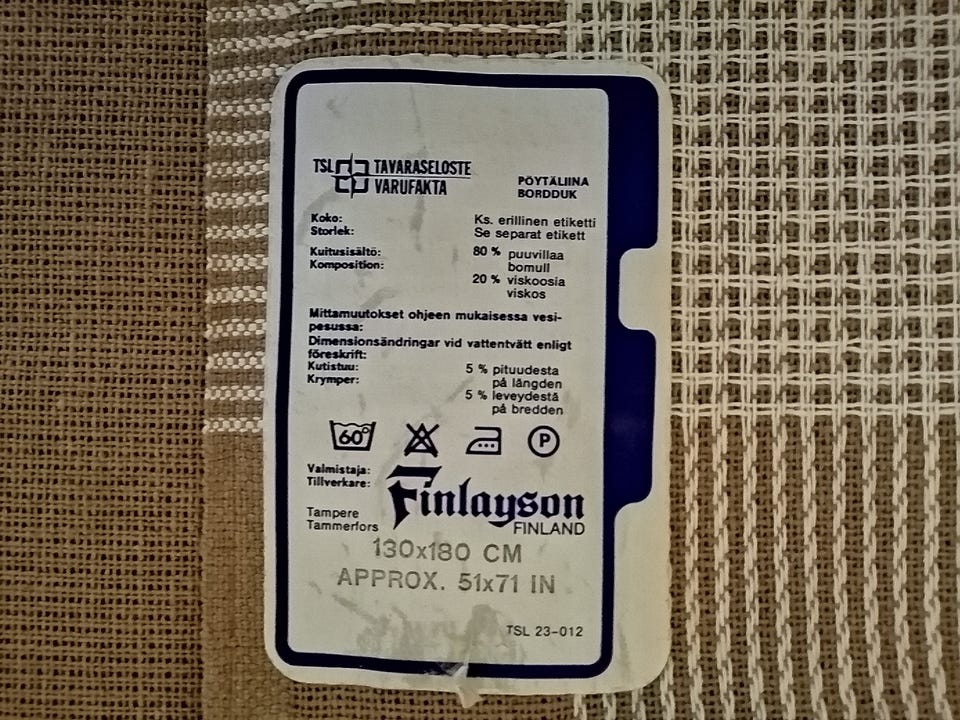 TSL TAVARASELOSTE
VARUFAKTA
PÖYTÄLIINA
BORDDUK
Koko: Ks. erillinen etiketti
Storlek: Se separat etikett
Kuitusisältö: 80 % puuvillaa
Komposition: bomull
20 % viskoosia
viskos
Mittamuutokset ohjeen mukaisessa vesi-
pesussa:
Dimensionsändringar vid vattentvätt enligt
föreskrift:
Kutistuu: 5 % pituudesta
Krymper: på längden
5 % leveydestä
på bredden
60° P
Valmistaja:
Tillverkare:
Finlayson
Tampere
Tammerfors FINLAND
130x180 CM
APPROX. 51x71 IN
TSL 23-012